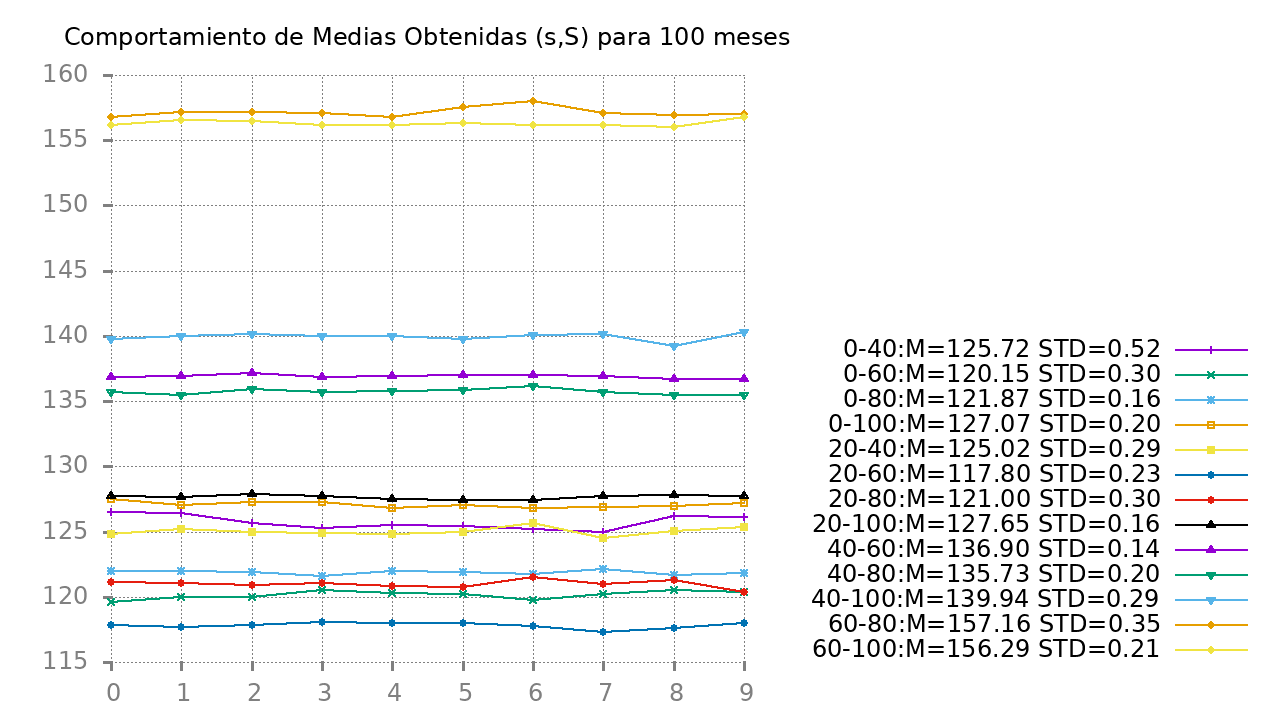 Comportamiento de Medias Obtenidas (s,S) para 100 meses
160
155
150
145
140
135
130
125
120
115
0 1 2 3 4 5 6 7 8 9
0-40:M=125.72 STD=0.52
0-60:M=120.15 STD=0.30
0-80:M=121.87 STD=0.16
0-100:M=127.07 STD=0.20
20-40:M=125.02 STD=0.29
20-60:M=117.80 STD=0.23
20-80:M=121.00 STD=0.30
20-100:M=127.65 STD=0.16
40-60:M=136.90 STD=0.14
40-80:M=135.73 STD=0.20
40-100:M=139.94 STD=0.29
60-80:M=157.16 STD=0.35
60-100:M=156.29 STD=0.21